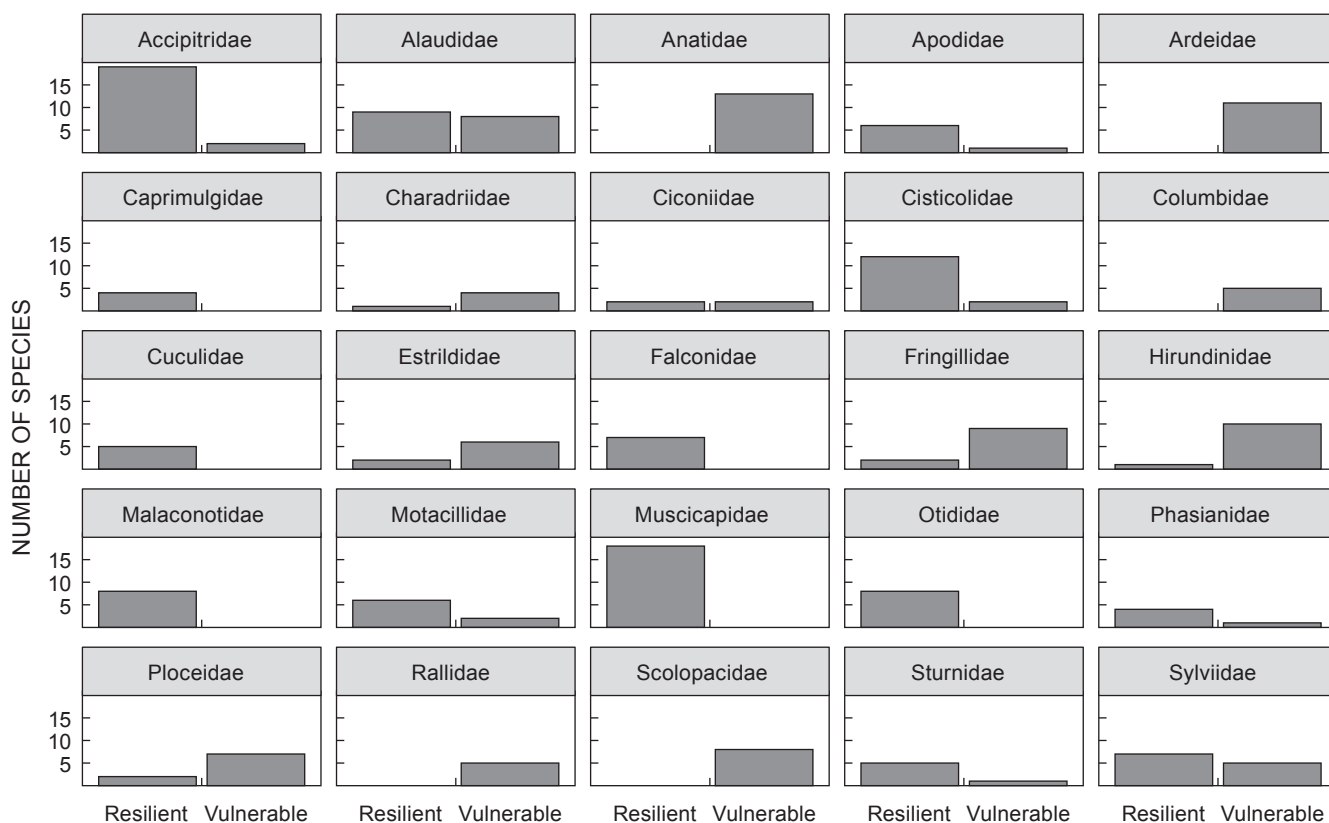 Accipitridae Alaudidae Anatidae Apodidae Ardeidae
15
10
5
Caprimulgidae Charadriidae Ciconiidae Cisticolidae Columbidae
15
10
5
Cuculidae Estrildidae Falconidae Fringillidae Hirundinidae
15
10
5
Malaconotidae Motacillidae Muscicapidae Otididae Phasianidae
15
10
5
Ploceidae Rallidae Scolopacidae Sturnidae Sylviidae
15
10
5
Resilient Vulnerable Resilient Vulnerable Resilient Vulnerable Resilient Vulnerable Resilient Vulnerable
NUMBER OF SPECIES